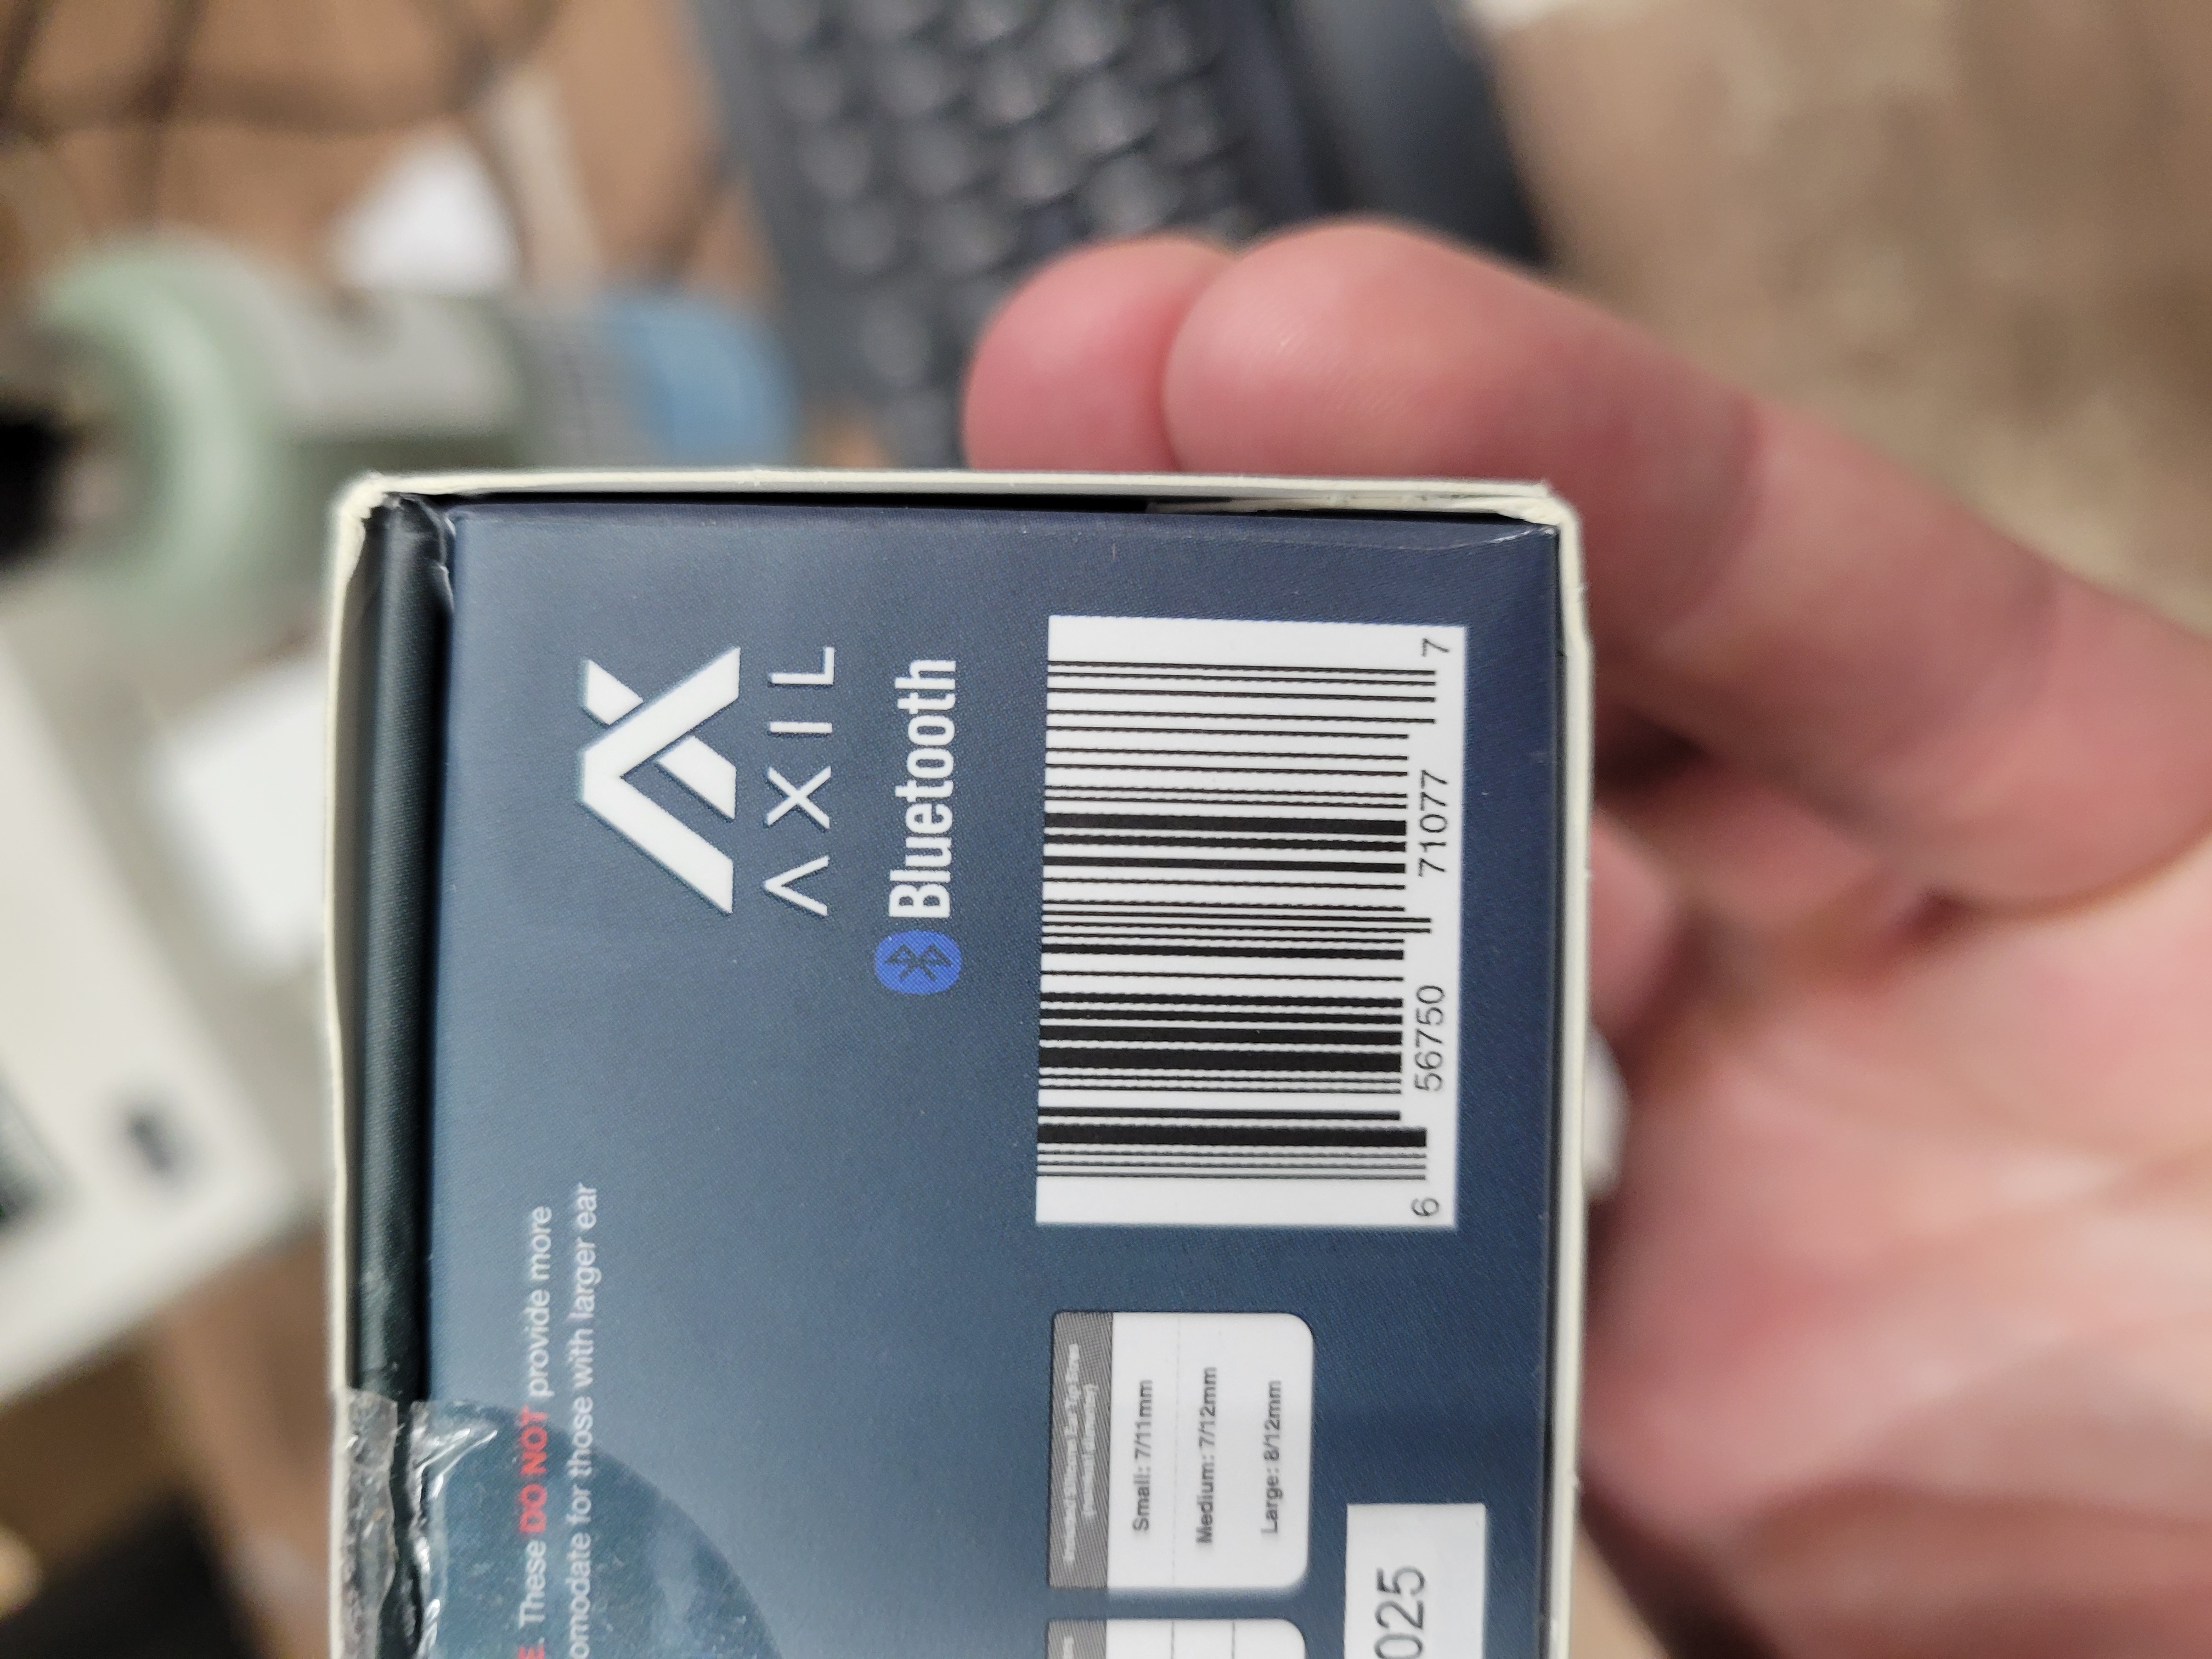 AXIL
Bluetooth
6 56750 71077 7
E. These DO NOT provide more
omodate for those with larger ear
Small: 7/11mm
Medium: 7/12mm
Large: 8/12mm
025